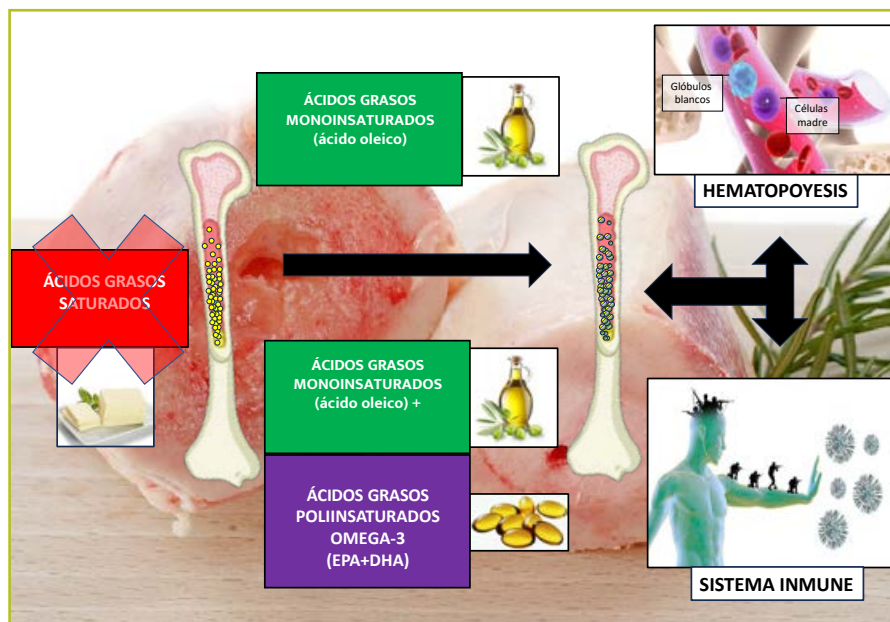 ÁCIDOS GRASOS
MONOINSATURADOS
(ácido oleico)
Glóbulos
blancos
Células
madre
HEMATOPOYESIS
ÁCIDOS GRASOS
SATURADOS
ÁCIDOS GRASOS
MONOINSATURADOS
(ácido oleico) +
ÁCIDOS GRASOS
POLIINSATURADOS
OMEGA-3
(EPA+DHA)
SISTEMA INMUNE